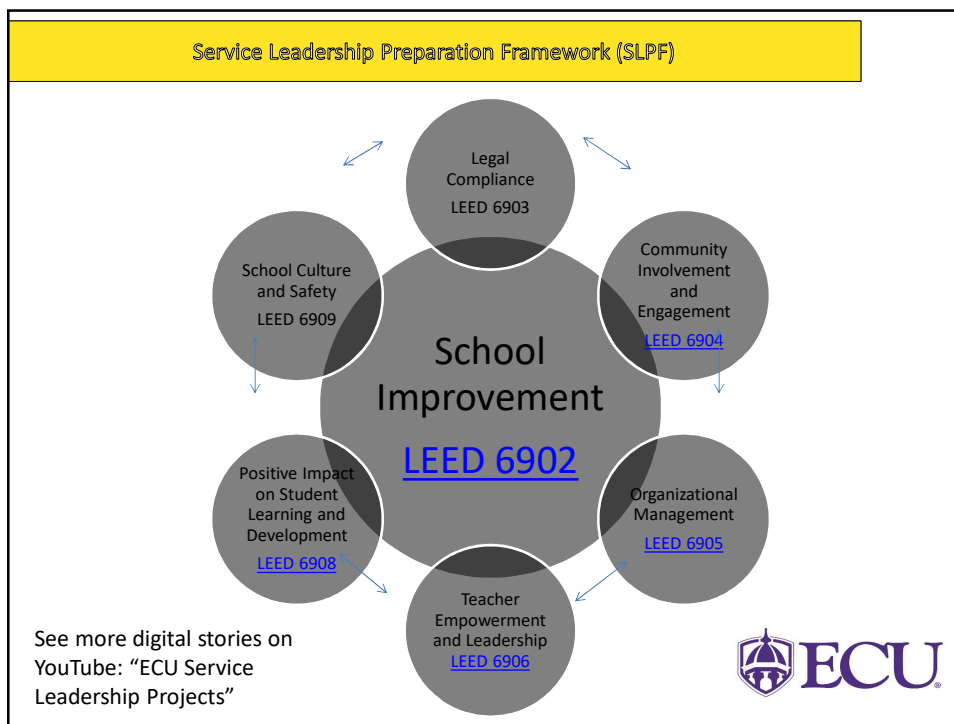 Service Leadership Preparation Framework (SLPF)
Legal
Compliance
LEED 6903
Community
Involvement
and
Engagement
LEED 6904
Organizational
Management
LEED 6905
Teacher
Empowerment
and Leadership
LEED 6906
Positive Impact
on Student
Learning and
Development
LEED 6908
School Culture
and Safety
LEED 6909
School
Improvement
LEED 6902
See more digital stories on
YouTube: “ECU Service
Leadership Projects”
ECU